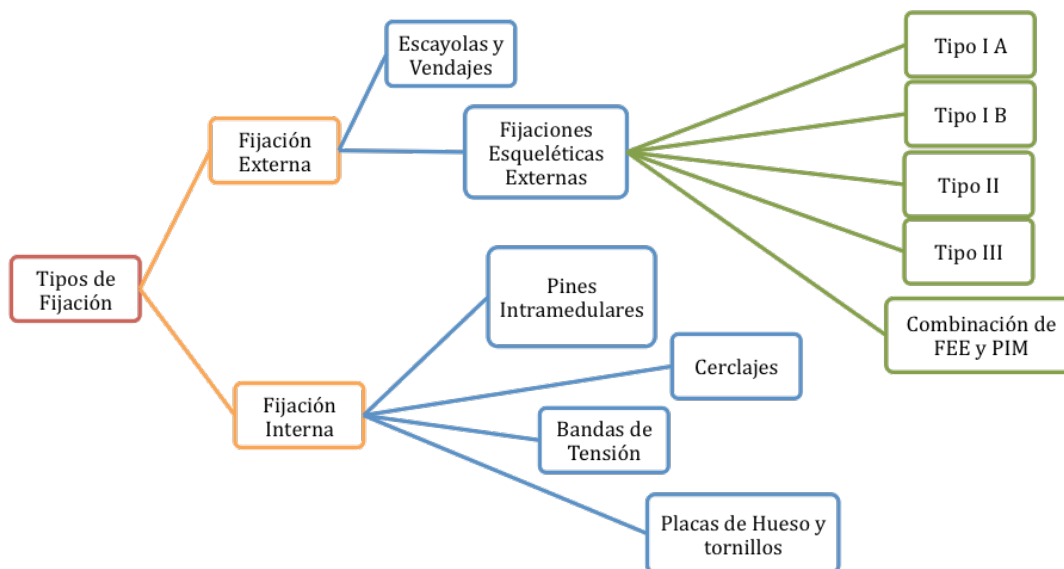 Tipos de
Fijación
Fijación
Externa
Escayolas y
Vendajes
Fijaciones
Esqueléticas
Externas
Tipo I A
Tipo I B
Tipo II
Tipo III
Combinación de
FEE y PIM
Fijación
Interna
Pines
Intramedulares
Cerclajes
Bandas de
Tensión
Placas de Hueso y
tornillos